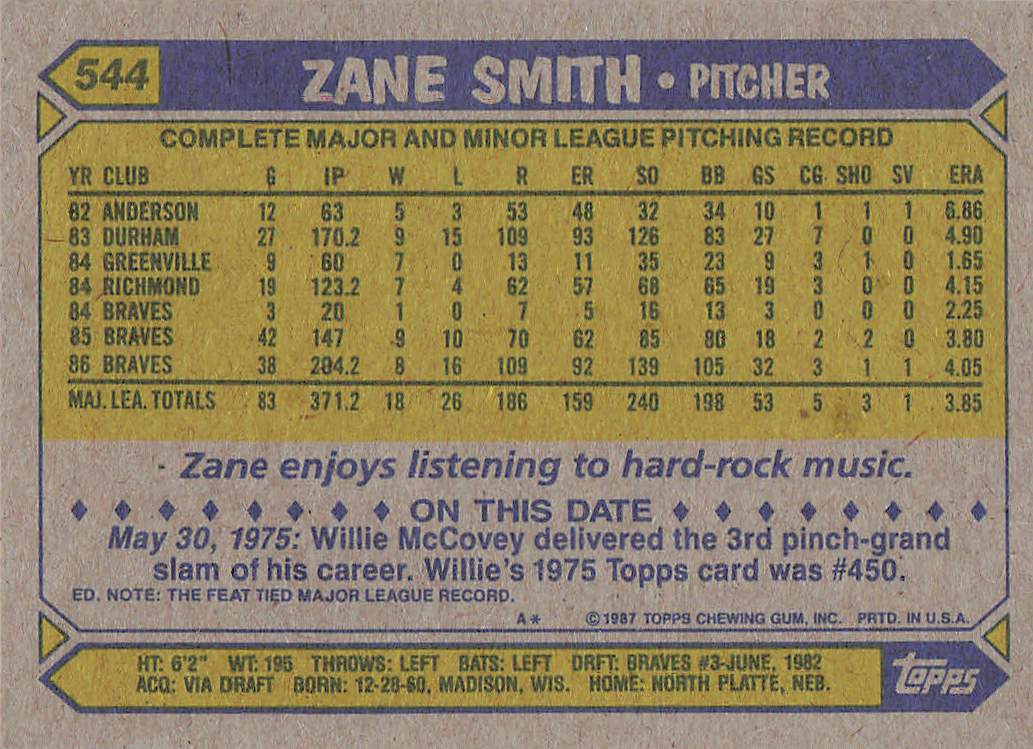 544
ZANE SMITH • PITCHER
COMPLETE MAJOR AND MINOR LEAGUE PITCHING RECORD
YR CLUB G IP W L R ER SO BB GS CG SHO SV ERA
82 ANDERSON 12 63 5 3 53 48 32 34 10 1 1 1 6.86
83 DURHAM 27 170.2 9 15 109 93 126 83 27 7 0 0 4.90
84 GREENVILLE 9 60 7 0 13 11 35 23 9 3 1 0 1.65
84 RICHMOND 19 123.2 7 4 62 57 68 65 19 3 0 0 4.15
84 BRAVES 3 20 1 0 7 5 16 13 3 0 0 0 2.25
85 BRAVES 42 147 9 10 70 62 85 80 18 2 2 0 3.80
86 BRAVES 38 204.2 8 16 109 92 139 105 32 3 1 1 4.05
MAJ. LEA. TOTALS 83 371.2 18 26 186 159 240 198 53 5 3 1 3.85
Zane enjoys listening to hard-rock music.
ON THIS DATE
May 30, 1975: Willie McCovey delivered the 3rd pinch-grand
slam of his career. Willie's 1975 Topps card was #450.
ED. NOTE: THE FEAT TIED MAJOR LEAGUE RECORD.
A* ©1987 TOPPS CHEWING GUM, INC. PRTD. IN U.S.A.
HT: 6'2" WT: 195 THROWS: LEFT BATS: LEFT DRFT: BRAVES #3-JUNE, 1982
ACQ: VIA DRAFT BORN: 12-28-60, MADISON, WIS. HOME: NORTH PLATTE, NEB.
topps